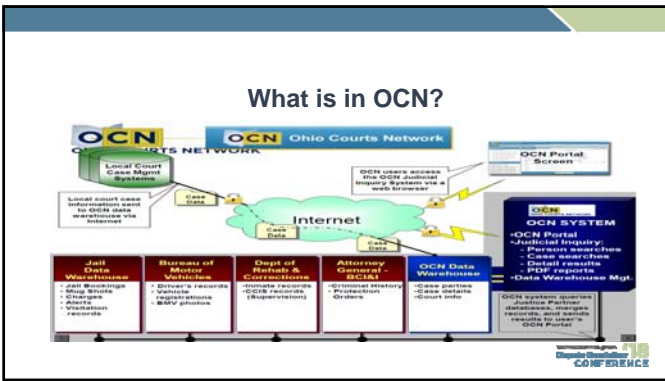 What is in OCN?
OCN
OCN Ohio Courts Network
RTS NETWORK
Local Court
Case Mgmt
Systems
Local court case
information sent
to OCN data
warehouse via
Internet
Case
Data
Internet
Case
Data
Case
Data
OCN users access
the OCN Judicial
Inquiry System via a
web browser
OCN Portal
Screen
OCN
OCN SYSTEM
•OCN Portal
•Judicial Inquiry:
- Person searches
- Case searches
- Detail results
- PDF reports
•Data Warehouse Mgt.
Jail
Data
Warehouse
• Jail Bookings
• Mug Shots
• Charges
• Alerts
• Visitation
records
Bureau of
Motor
Vehicles
• Driver's records
• Vehicle
registrations
• BMV photos
Dept of
Rehab &
Corrections
•Inmate records
•CCIS records
(Supervision)
Attorney
General -
BCI&I
•Criminal History
•Protection
Orders
OCN Data
Warehouse
• Case parties
• Case details
• Court info
OCN system queries
Justice Partner
databases, merges
records, and sends
results to user's
OCN Portal
Dispute Resolution '18
CONFERENCE